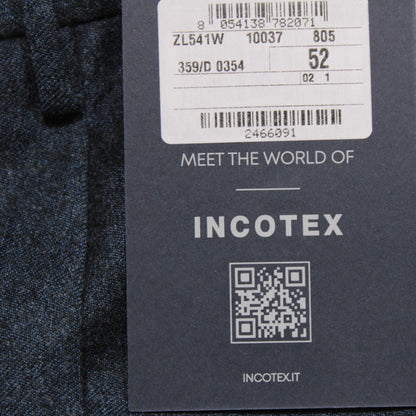 8 054138 782071
ZL541W 10037 805
359/D 0354 52
02 1
2466091
MEET THE WORLD OF
INCOTEX
INCOTEX.IT